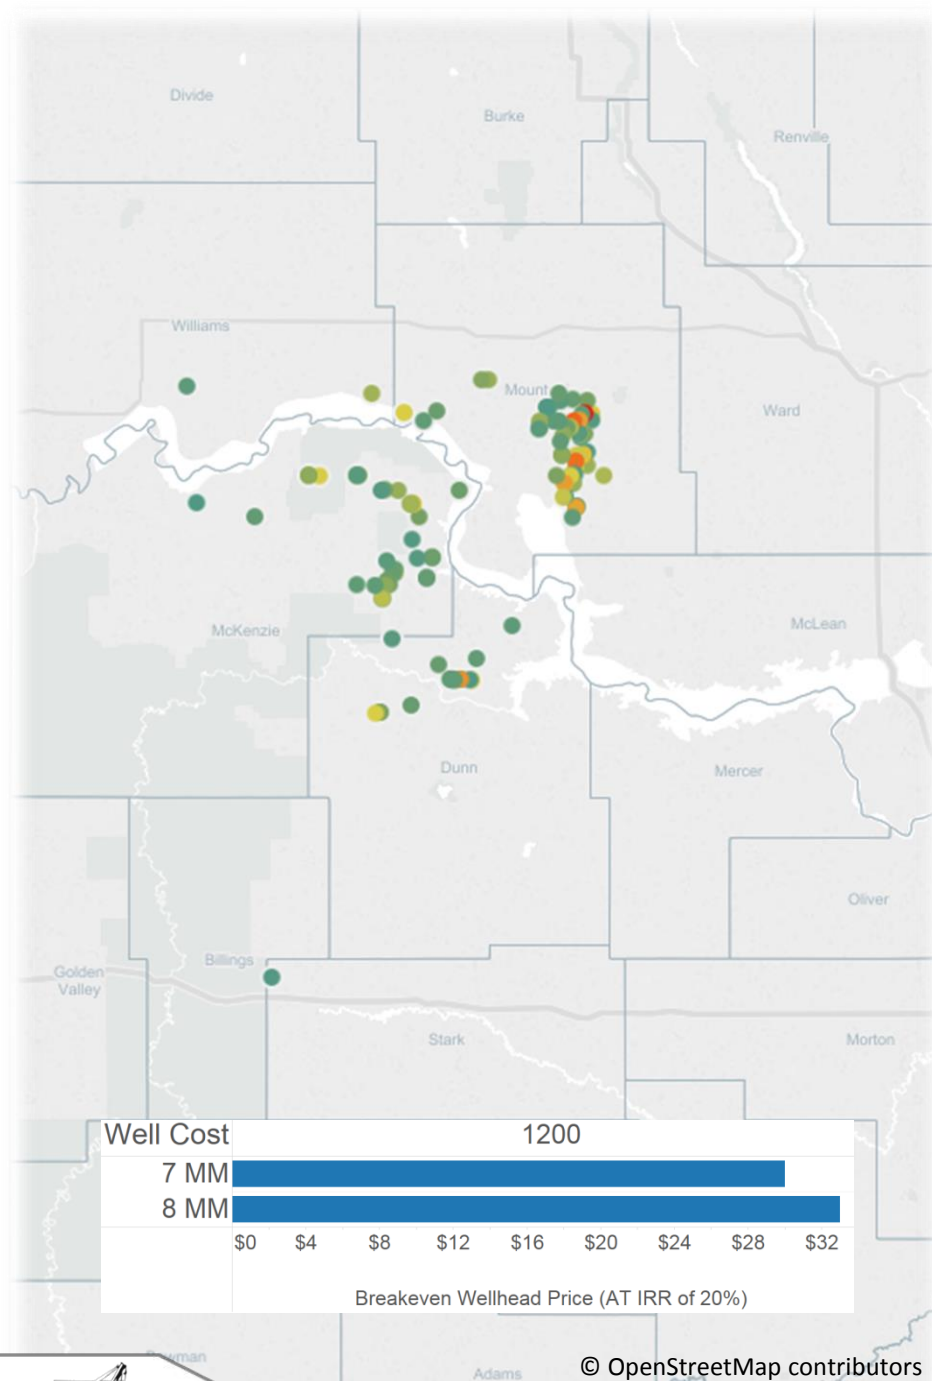 Divide
Burke
Renville
Williams
Mount
Ward
McKenzie
McLean
Dunn
Mercer
Oliver
Billings
Golden
Valley
Stark
Morton
Well Cost 1200
7 MM
8 MM
$0 $4 $8 $12 $16 $20 $24 $28 $32
Breakeven Wellhead Price (AT IRR of 20%)
Adams
© OpenStreetMap contributors